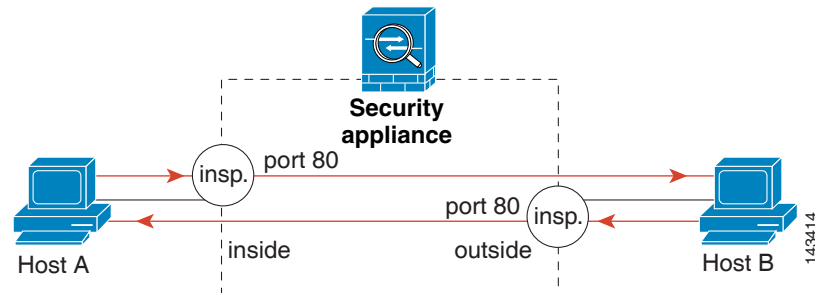 Security
appliance
insp.
port 80
port 80
insp.
inside
outside
Host A
Host B
143414